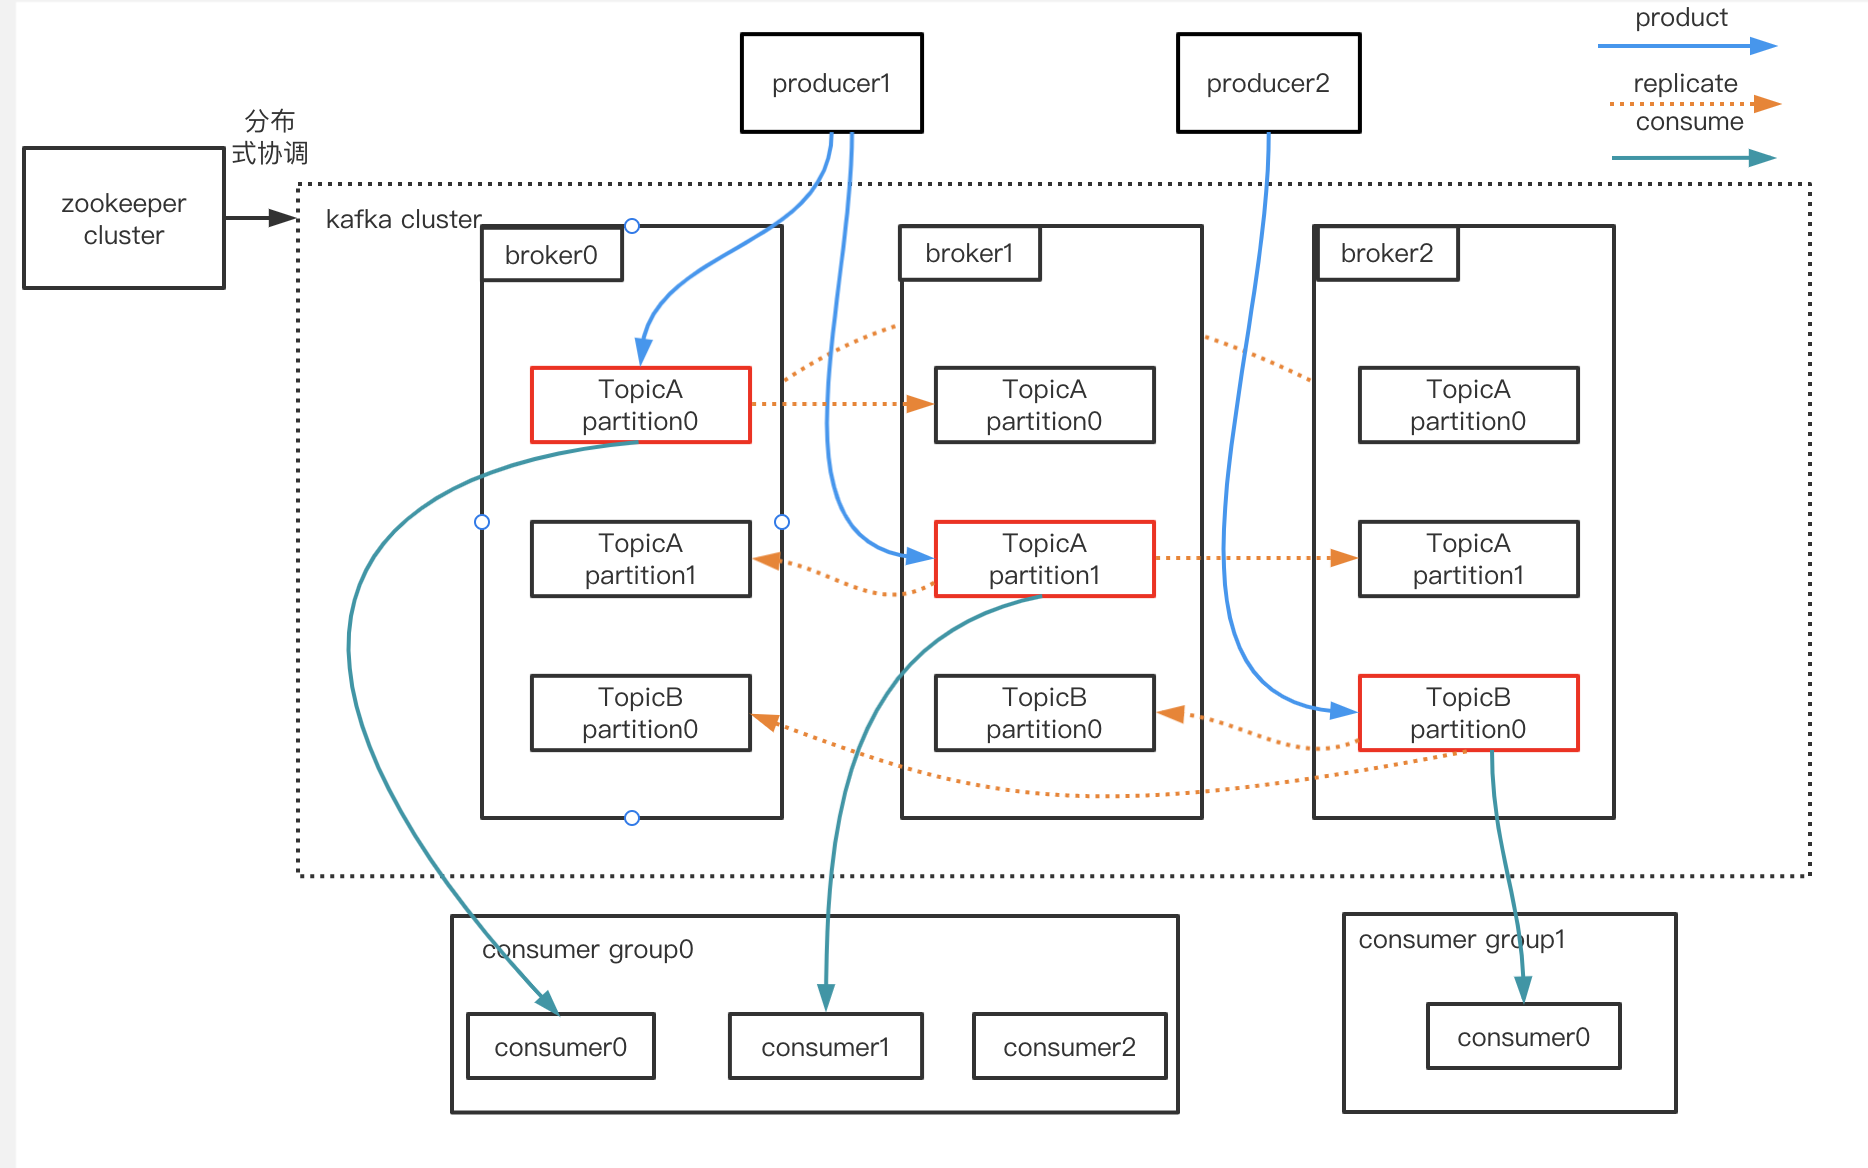 product
replicate
consume
producer1
producer2
分布
式协调
zookeeper
cluster
kafka cluster
broker0
broker1
broker2
TopicA
partition0
TopicA
partition0
TopicA
partition0
TopicA
partition1
TopicA
partition1
TopicA
partition1
TopicB
partition0
TopicB
partition0
TopicB
partition0
consumer group0
consumer group1
consumer0
consumer1
consumer2
consumer0